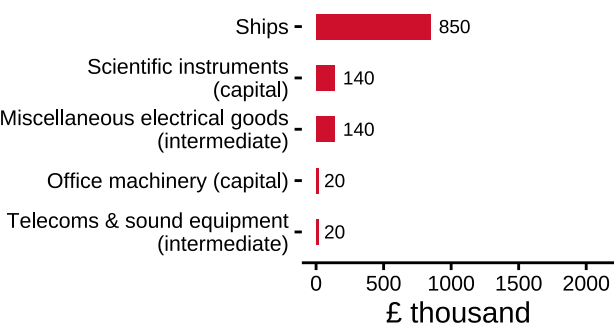 Ships 850
Scientific instruments
(capital) 140
Miscellaneous electrical goods
(intermediate) 140
Office machinery (capital) 20
Telecoms & sound equipment
(intermediate) 20
0 500 1000 1500 2000
£ thousand